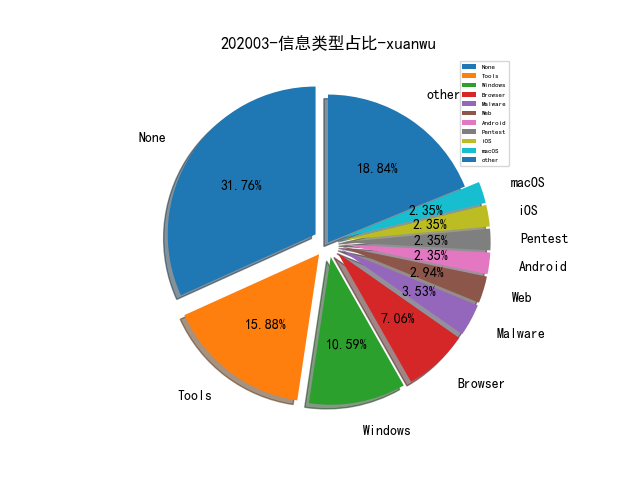 202003-信息类型占比-xuanwu
None
Tools
Windows
Browser
Malware
Web
Android
Pentest
iOS
macOS
other
other
18.84%
None
31.76%
macOS
2.35%
iOS
2.35%
Pentest
2.35%
Android
2.35%
Web
2.94%
Malware
3.53%
Browser
7.06%
Windows
10.59%
Tools
15.88%